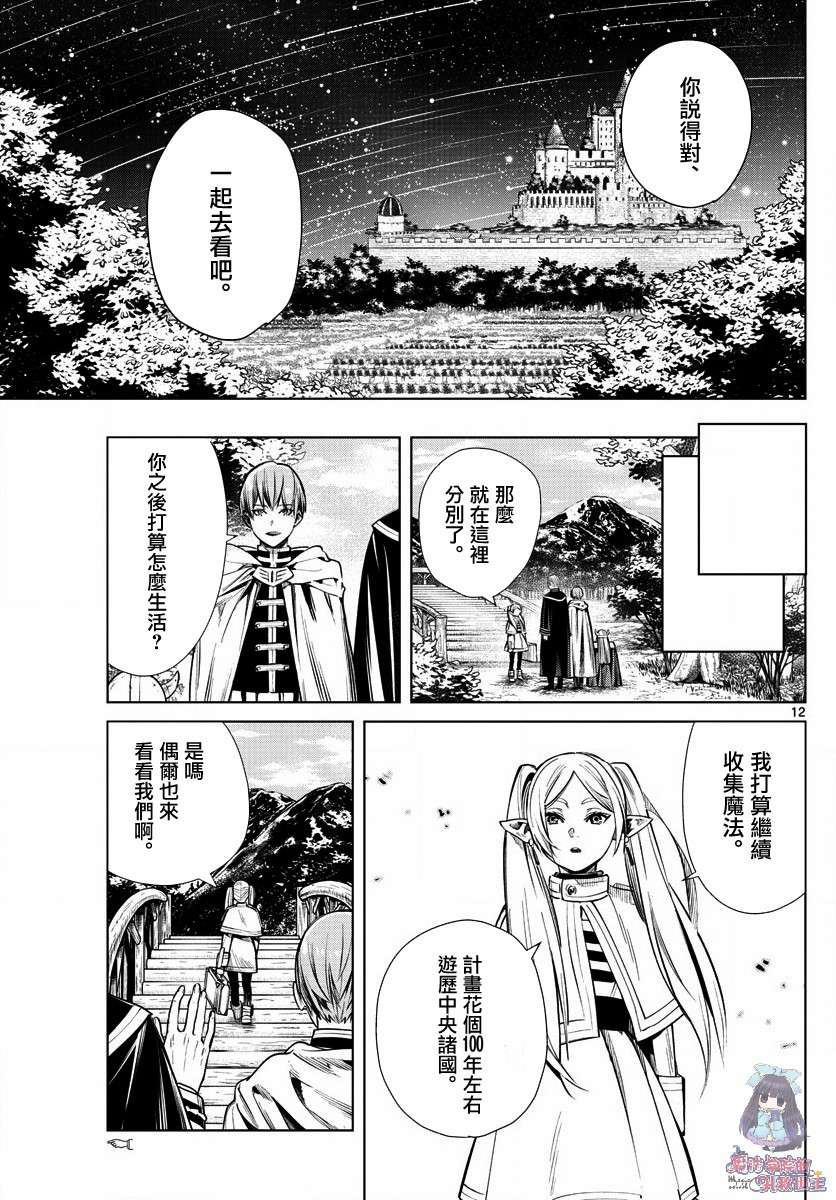 你說得對、
一起去看吧。
那麼
就在這裡
分別了。
你之後打算怎麼生活？
12
我打算繼續
收集魔法。
計畫花個100年左右
遊歷中央諸國。
是嗎
偶爾也來
看看我們啊。